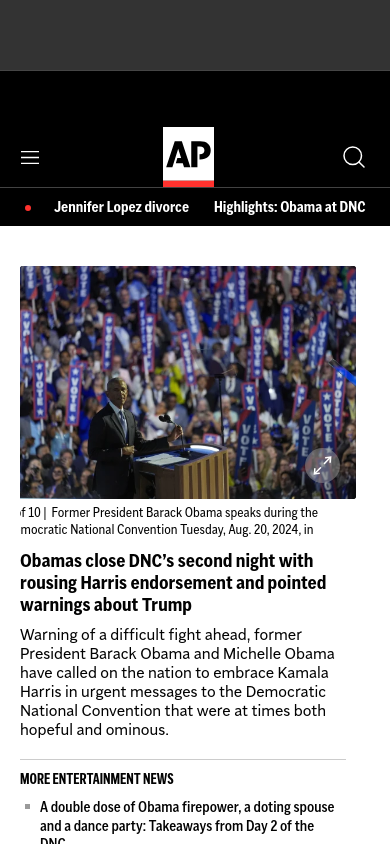 AP
Jennifer Lopez divorce
Highlights: Obama at DNC
VOTE
VOTE
VOTE
VOTE
VOTE
VOTE
of 10 | Former President Barack Obama speaks during the
mocratic National Convention Tuesday, Aug. 20, 2024, in
Obamas close DNC’s second night with
rousing Harris endorsement and pointed
warnings about Trump
Warning of a difficult fight ahead, former
President Barack Obama and Michelle Obama
have called on the nation to embrace Kamala
Harris in urgent messages to the Democratic
National Convention that were at times both
hopeful and ominous.
MORE ENTERTAINMENT NEWS
A double dose of Obama firepower, a doting spouse
and a dance party: Takeaways from Day 2 of the
DNC